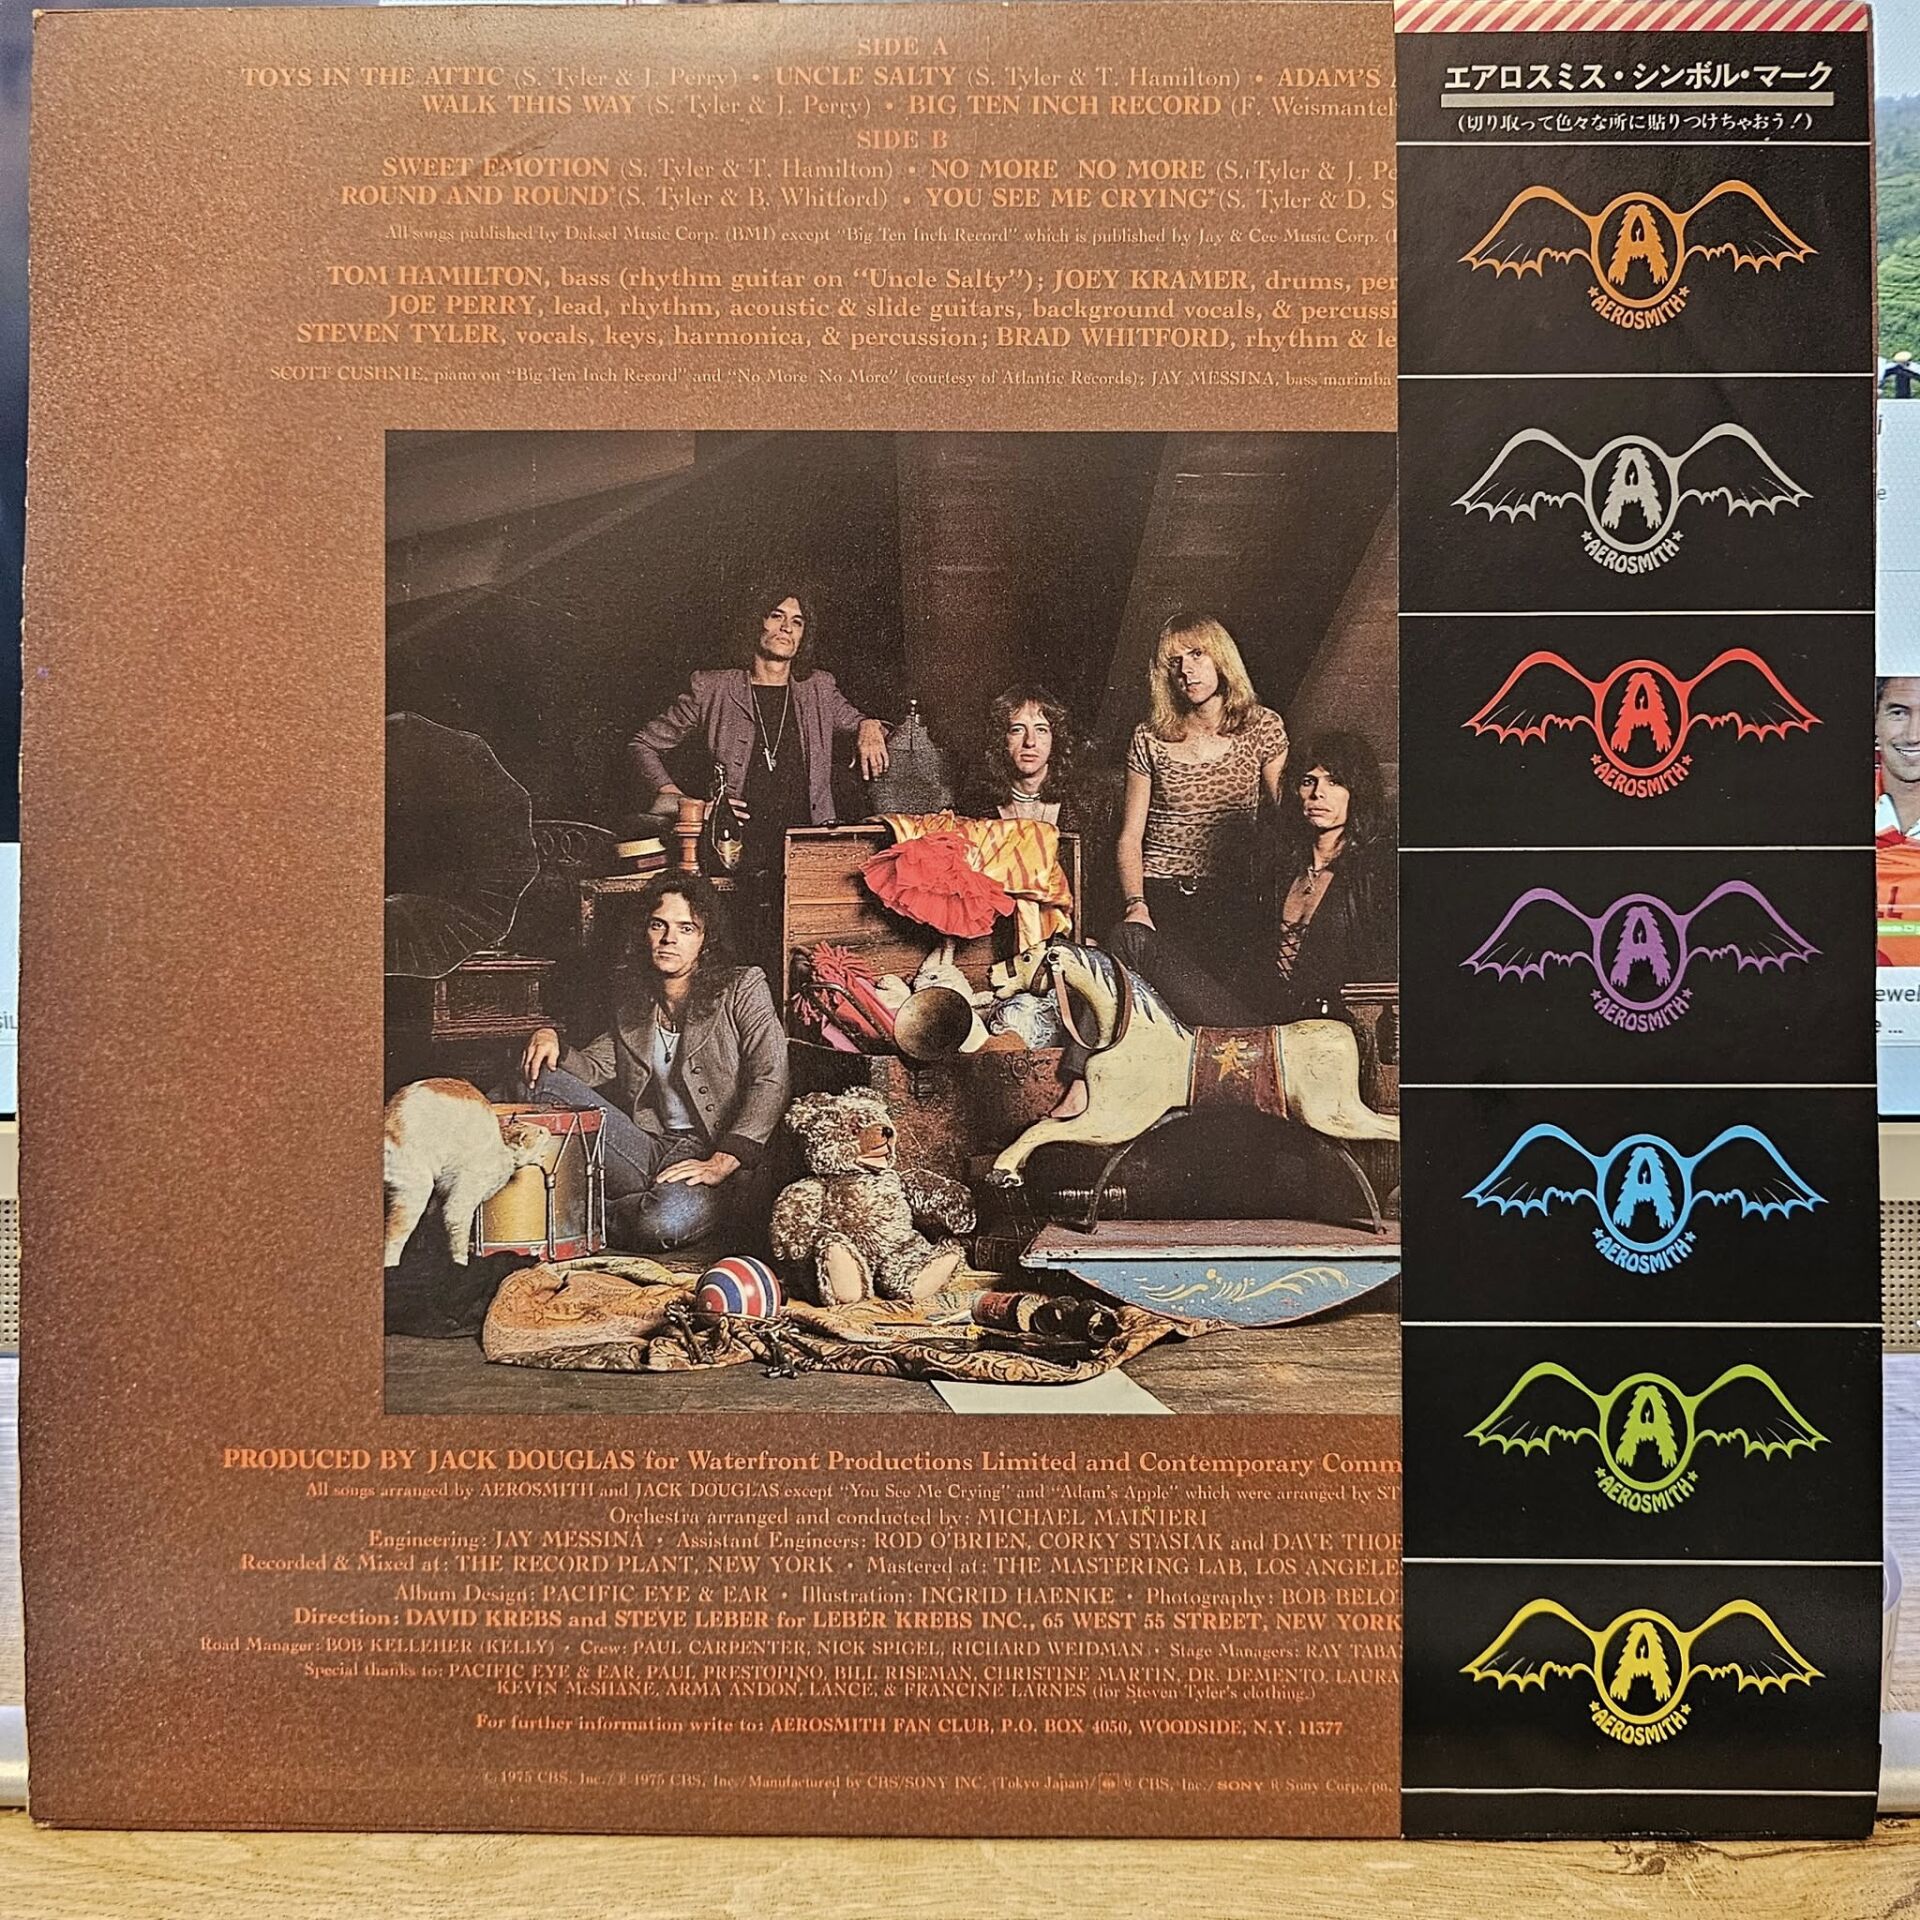 SIDE A
TOYS IN THE ATTIC (S. Tyler & J. Perry) • UNCLE SALTY (S. Tyler & T. Hamilton) • ADAM'S
WALK THIS WAY (S. Tyler & J. Perry) • BIG TEN INCH RECORD (F. Weismantel
SIDE B
SWEET EMOTION (S. Tyler & T. Hamilton) • NO MORE NO MORE (S. Tyler & J. Pe
ROUND AND ROUND* (S. Tyler & B. Whitford) • YOU SEE ME CRYING* (S. Tyler & D. S
All songs published by Daksel Music Corp. (BMI) except "Big Ten Inch Record" which is published by Jay & Cee Music Corp. (
TOM HAMILTON, bass (rhythm guitar on "Uncle Salty"); JOEY KRAMER, drums, per
JOE PERRY, lead, rhythm, acoustic & slide guitars, background vocals, & percussi
STEVEN TYLER, vocals, keys, harmonica, & percussion; BRAD WHITFORD, rhythm & le
SCOTT CUSHNIE, piano on "Big Ten Inch Record" and "No More No More" (courtesy of Atlantic Records); JAY MESSINA, bass marimba
PRODUCED BY JACK DOUGLAS for Waterfront Productions Limited and Contemporary Comm
All songs arranged by AEROSMITH and JACK DOUGLAS except "You See Me Crying" and "Adam's Apple" which were arranged by ST
Orchestra arranged and conducted by: MICHAEL MAINIERI
Engineering: JAY MESSINA • Assistant Engineers: ROD O'BRIEN, CORKY STASIAK and DAVE THOE
Recorded & Mixed at: THE RECORD PLANT, NEW YORK • Mastered at: THE MASTERING LAB, LOS ANGELE
Album Design: PACIFIC EYE & EAR • Illustration: INGRID HAENKE • Photography: BOB BELO
Direction: DAVID KREBS and STEVE LEBER for LEBER KREBS INC., 65 WEST 55 STREET, NEW YORK
Road Manager: BOB KELLEHER (KELLY) • Crew: PAUL CARPENTER, NICK SPIGEL, RICHARD WEIDMAN • Stage Managers: RAY TABA
Special thanks to: PACIFIC EYE & EAR, PAUL PRESTOPINO, BILL RISEMAN, CHRISTINE MARTIN, DR. DEMENTO, LAURA
KEVIN McSHANE, ARMA ANDON, LANCE, & FRANCINE LARNES (for Steven Tyler's clothing.)
For further information write to: AEROSMITH FAN CLUB, P.O. BOX 4050, WOODSIDE, N.Y. 11377
© 1975 CBS, Inc./℗ 1975 CBS, Inc./Manufactured by CBS/SONY INC. (Tokyo Japan)/ ® CBS, Inc./SONY ® Sony Corp./
エアロスミス・シンボル・マーク
(切り取って色々な所に貼りつけちゃおう!)
A
★AEROSMITH★
A
★AEROSMITH★
A
★AEROSMITH★
A
★AEROSMITH★
A
★AEROSMITH★
A
★AEROSMITH★
A
★AEROSMITH★